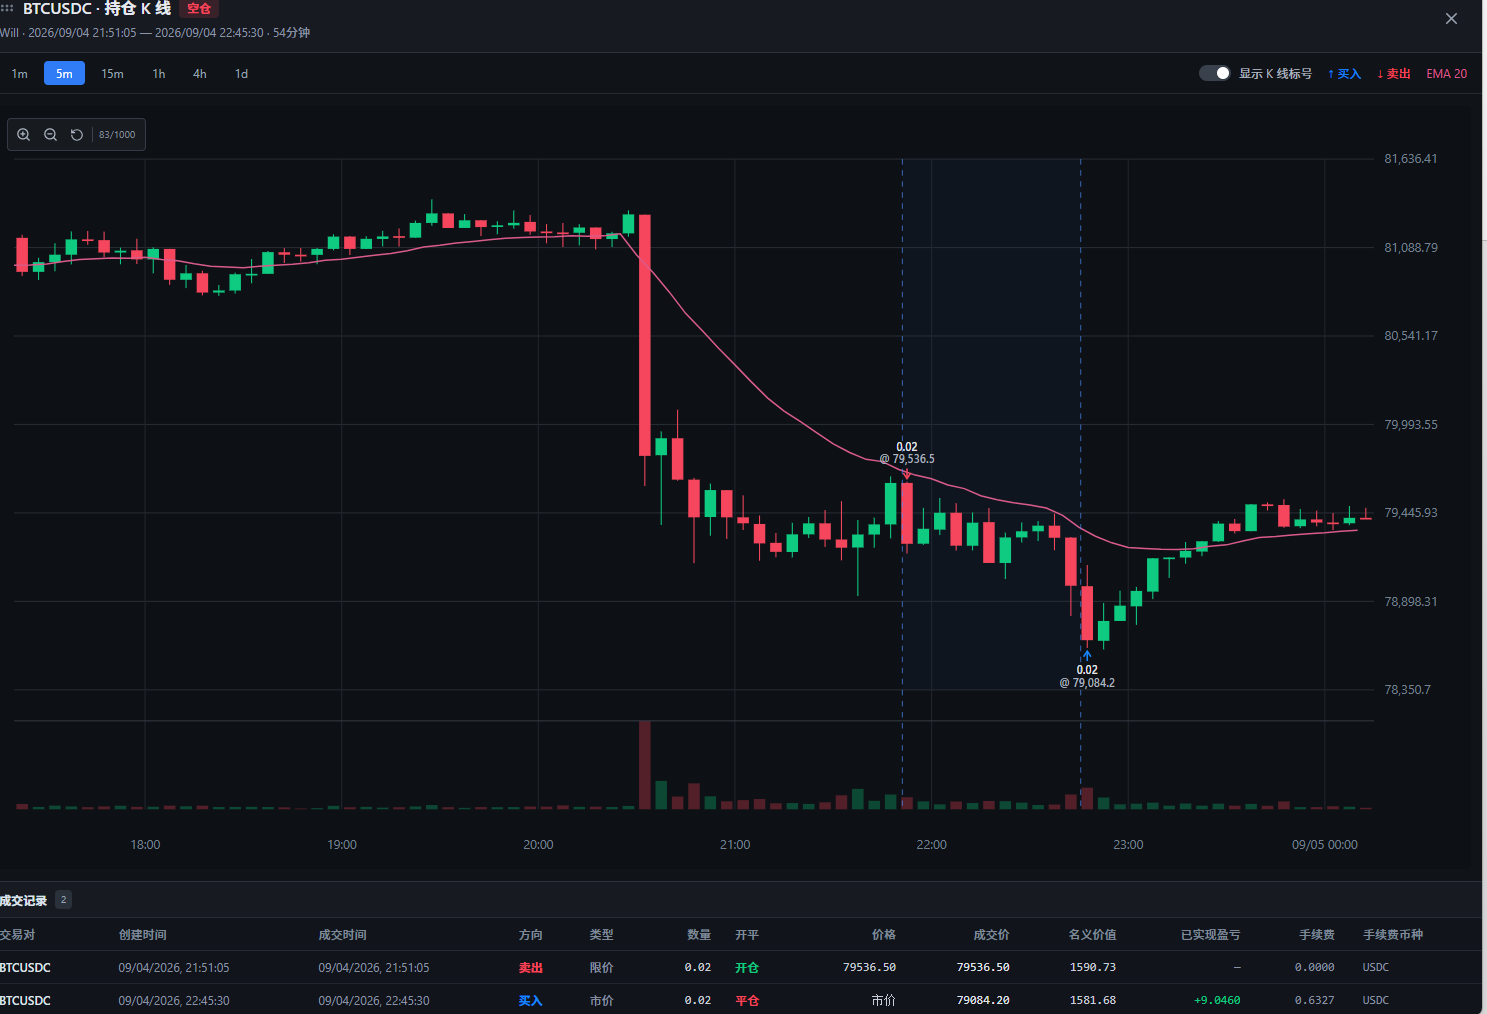 BTCUSDC · 持仓 K 线 空仓
Will · 2026/09/04 21:51:05 — 2026/09/04 22:45:30 · 54分钟
1m 5m 15m 1h 4h 1d 显示 K 线标号 ↑ 买入 ↓ 卖出 EMA 20
83/1000
81,636.41
81,088.79
80,541.17
79,993.55
0.02
@ 79,536.5
79,445.93
78,898.31
0.02
@ 79,084.2
78,350.7
18:00 19:00 20:00 21:00 22:00 23:00 09/05 00:00
成交记录 2
交易对 创建时间 成交时间 方向 类型 数量 开平 价格 成交价 名义价值 已实现盈亏 手续费 手续费币种
BTCUSDC 09/04/2026, 21:51:05 09/04/2026, 21:51:05 卖出 限价 0.02 开仓 79536.50 79536.50 1590.73 – 0.0000 USDC
BTCUSDC 09/04/2026, 22:45:30 09/04/2026, 22:45:30 买入 市价 0.02 平仓 市价 79084.20 1581.68 +9.0460 0.6327 USDC